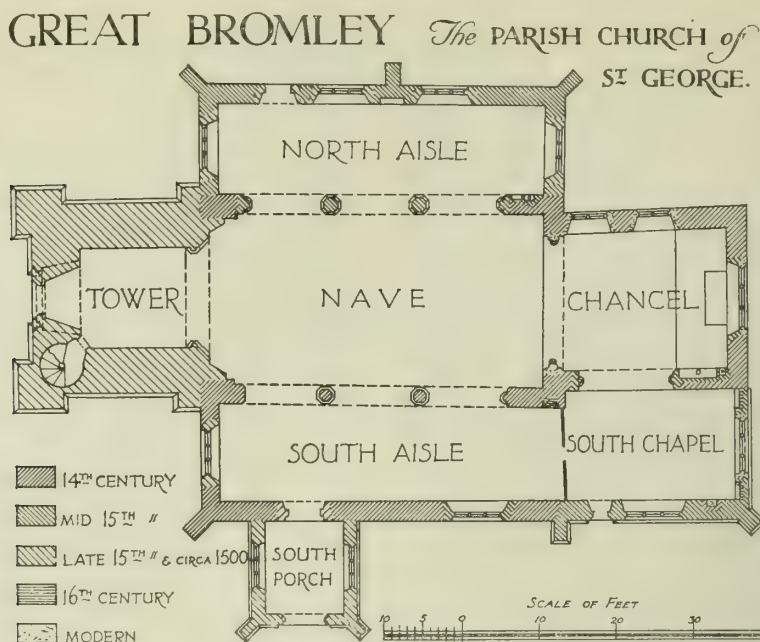 GREAT BROMLEY The PARISH CHURCH of
ST GEORGE.
NORTH AISLE
TOWER
NAVE
CHANCEL
SOUTH AISLE
SOUTH CHAPEL
SOUTH
PORCH
14TH CENTURY
MID 15TH "
LATE 15TH " & CIRCA 1500
16TH CENTURY
MODERN
SCALE OF FEET
10 5 0 10 20 30